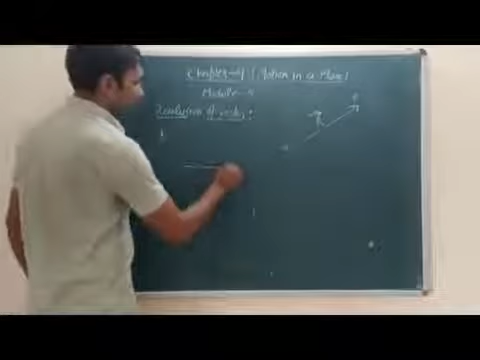 Chapter-4 (Motion in a Plane)
Module-4
Resolution of vectors: